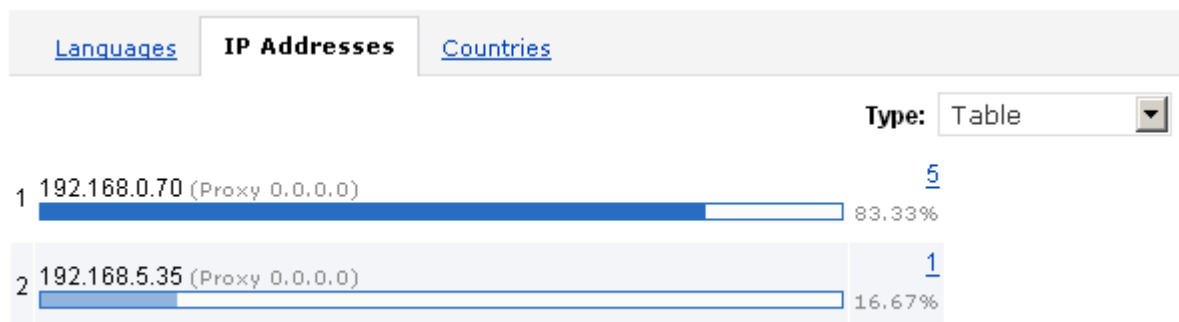 Languages IP Addresses Countries
Type: Table
1 192.168.0.70 (Proxy 0.0.0.0) 5
83.33%
2 192.168.5.35 (Proxy 0.0.0.0) 1
16.67%